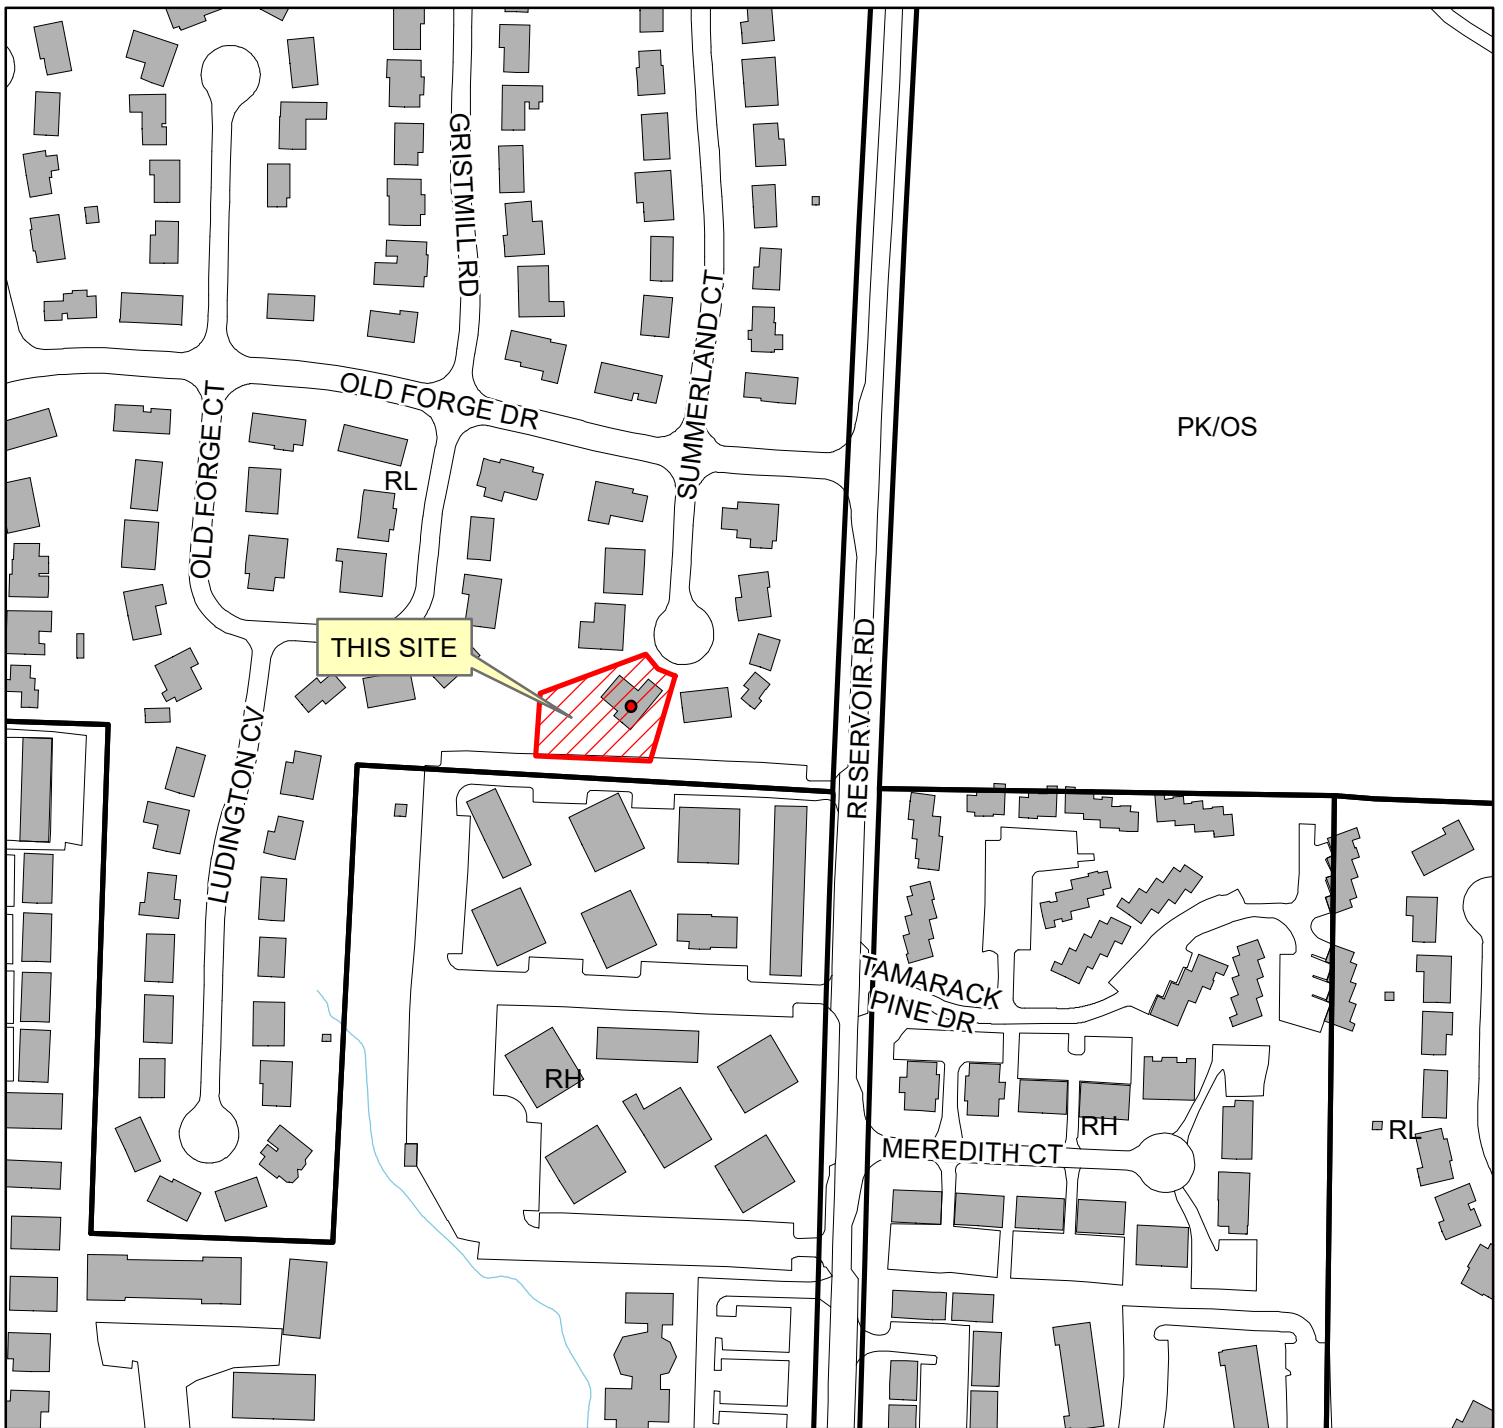 GRISTMILL RD
SUMMERLAND CT
OLD FORGE DR
OLD FORGE CT
PK/OS
RL
THIS SITE
RESERVOIR RD
LUDINGTON CV
TAMARACK
PINE DR
RH
RH
RL
MEREDITH CT